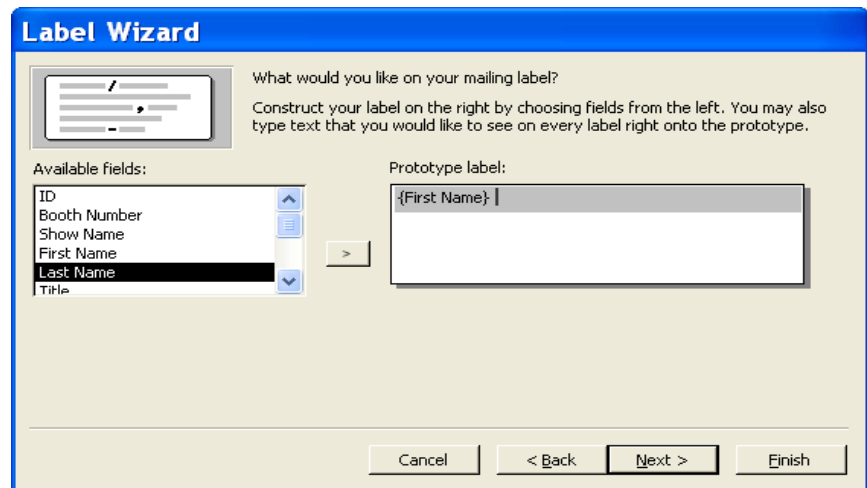 Label Wizard
What would you like on your mailing label?
Construct your label on the right by choosing fields from the left. You may also
type text that you would like to see on every label right onto the prototype.
Available fields:
Prototype label:
ID
Booth Number
Show Name
First Name
Last Name
Title
{First Name}
>
Cancel
< Back
Next >
Finish